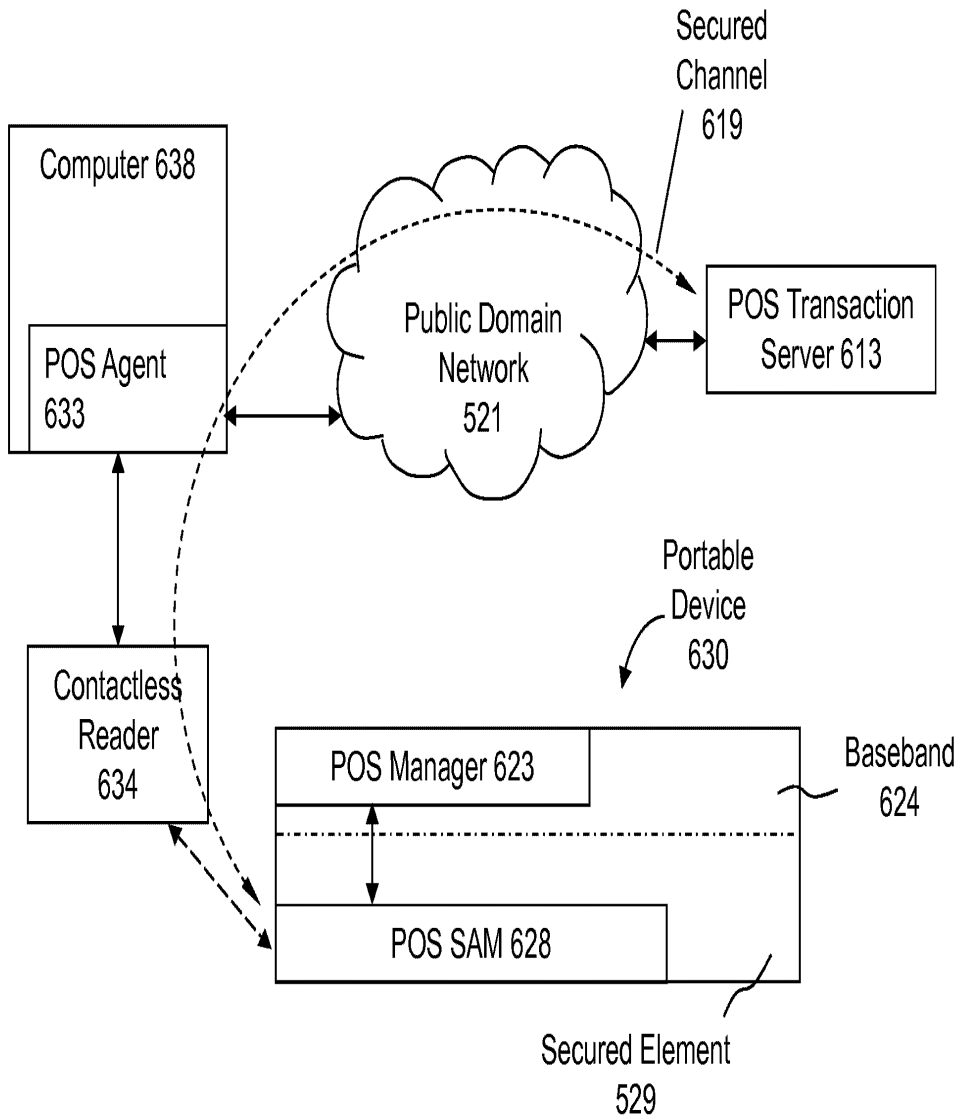 Secured
Channel
619
Computer 638
POS Agent
633
Public Domain
Network
521
POS Transaction
Server 613
Portable
Device
630
Contactless
Reader
634
POS Manager 623
Baseband
624
POS SAM 628
Secured Element
529